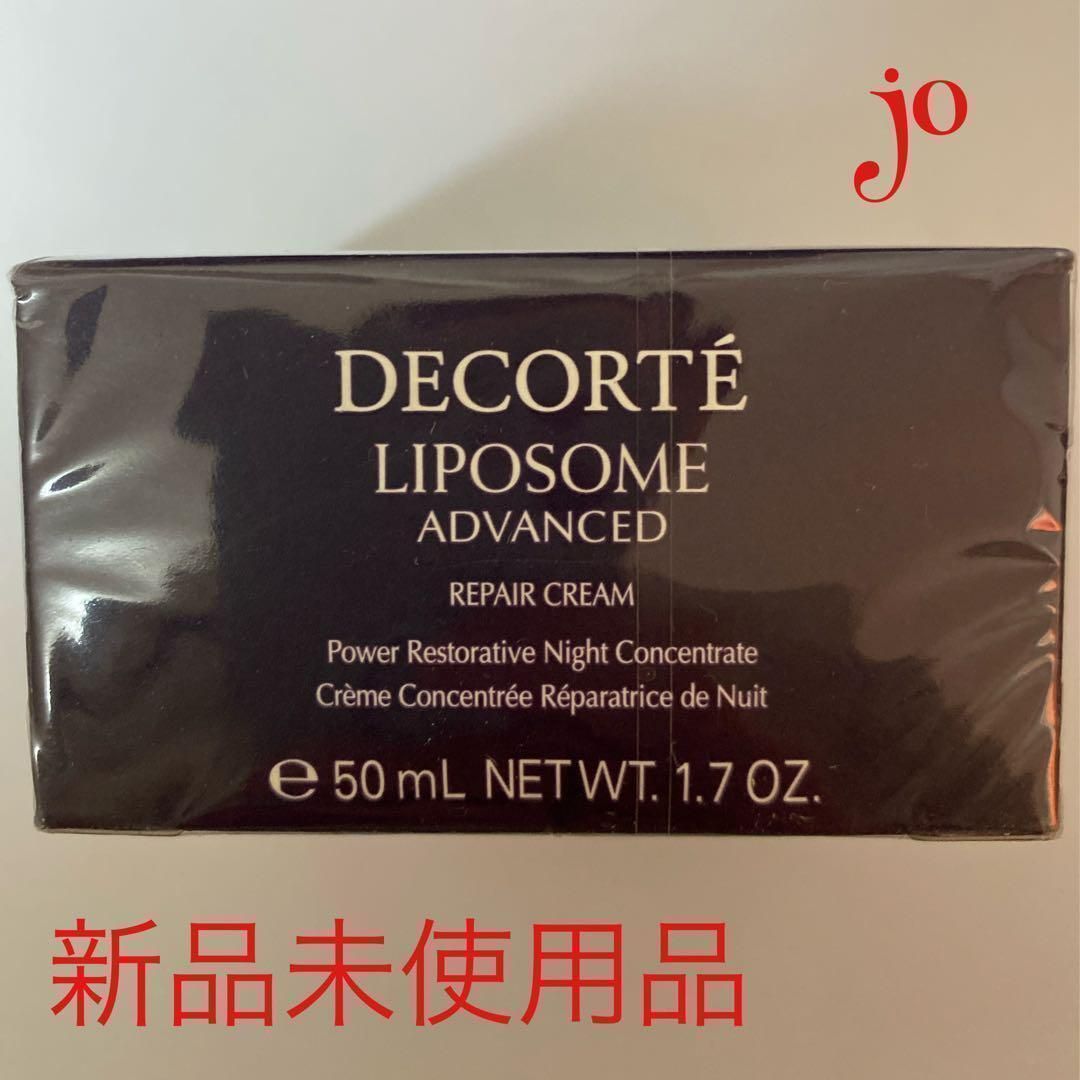 jo
DECORTÉ
LIPOSOME
ADVANCED
REPAIR CREAM
Power Restorative Night Concentrate
Crème Concentrée Réparatrice de Nuit
℮ 50 mL NET WT. 1.7 OZ.
新品未使用品